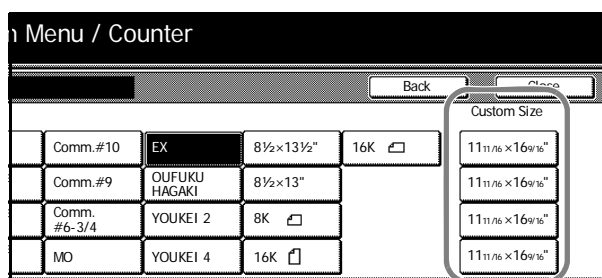 Menu / Counter
Back
Close
Custom Size
Comm.#10 EX 8½×13½" 16K 11 11/16 ×16 9/16"
Comm.#9 OUFUKU HAGAKI 8½×13" 11 11/16 ×16 9/16"
Comm. #6-3/4 YOUKEI 2 8K 11 11/16 ×16 9/16"
MO YOUKEI 4 16K 11 11/16 ×16 9/16"